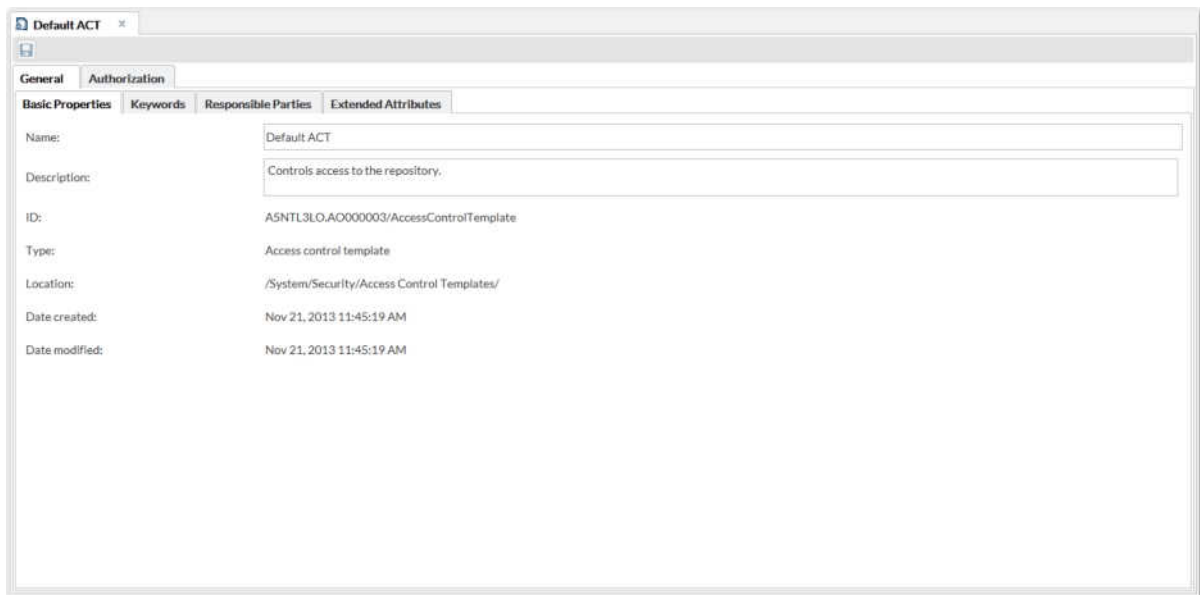 Default ACT
General Authorization
Basic Properties Keywords Responsible Parties Extended Attributes
Name: Default ACT
Description: Controls access to the repository.
ID: A5NTL3LO.AO000003/AccessControlTemplate
Type: Access control template
Location: /System/Security/Access Control Templates/
Date created: Nov 21, 2013 11:45:19 AM
Date modified: Nov 21, 2013 11:45:19 AM